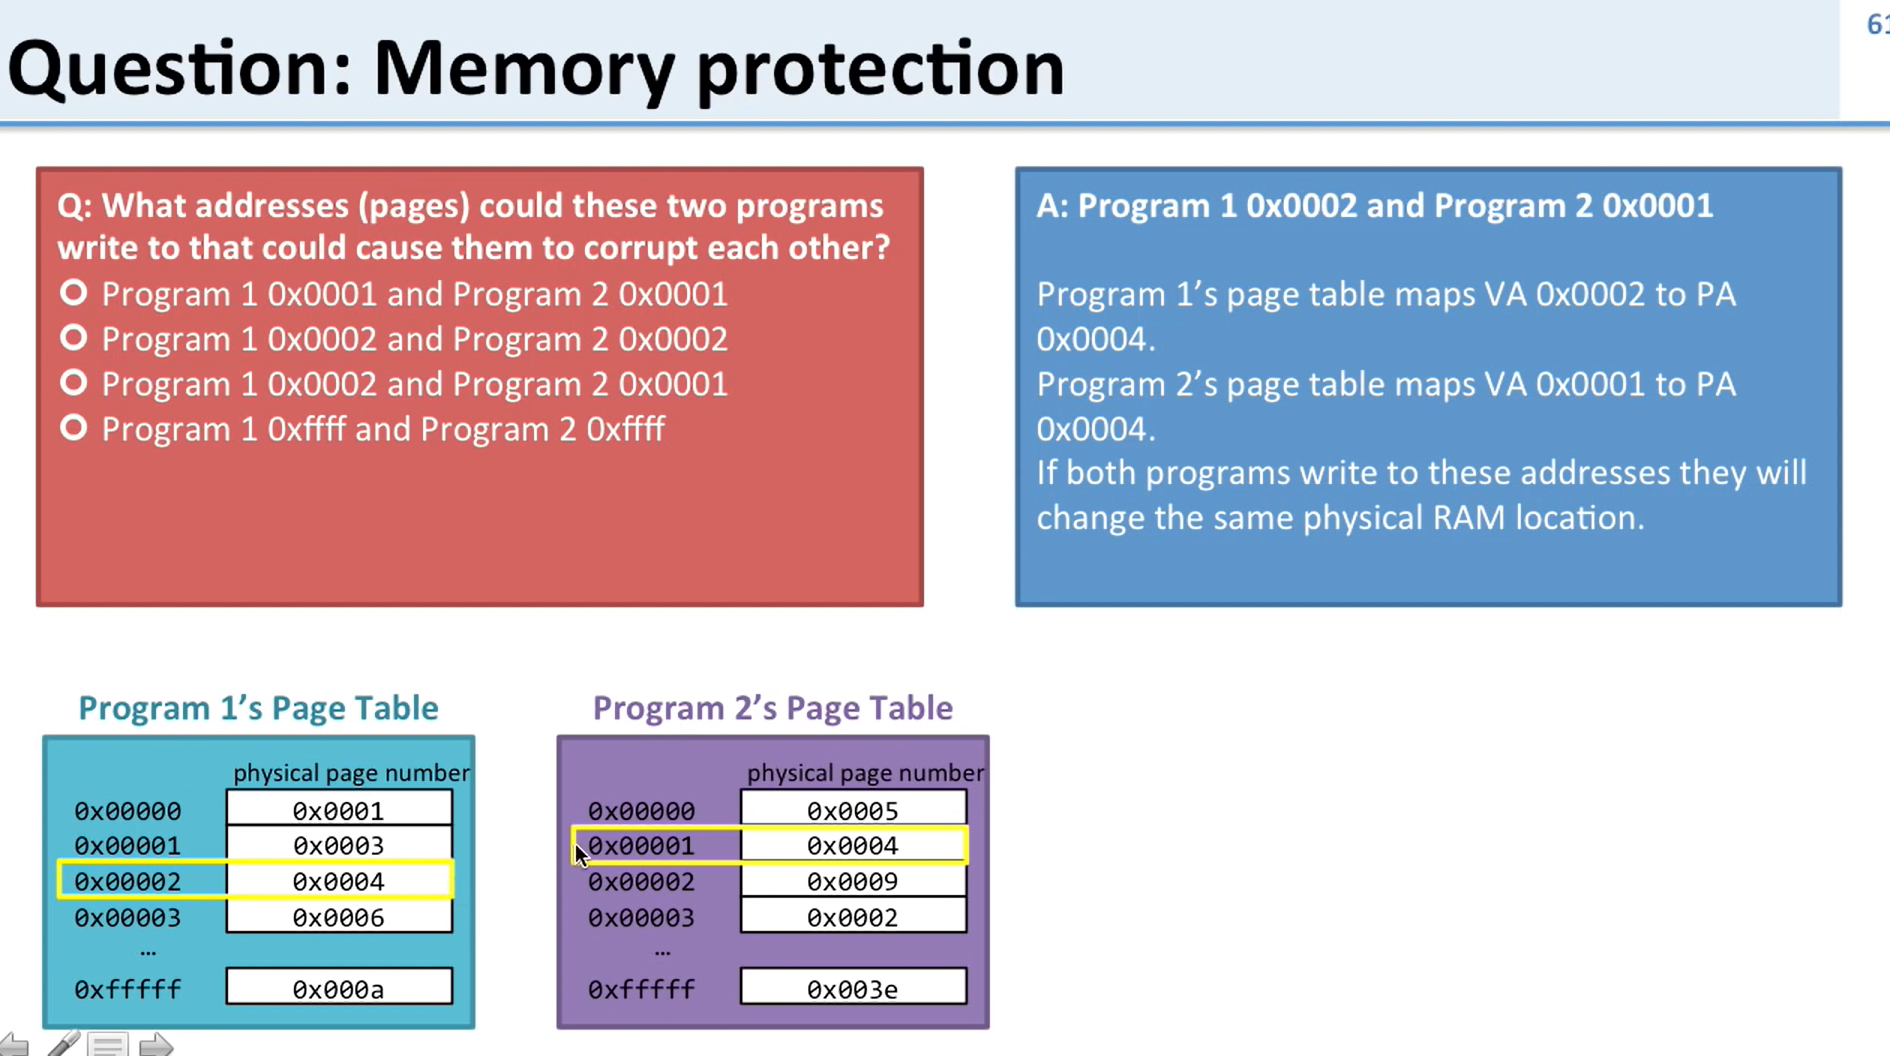 61
Question: Memory protection
Q: What addresses (pages) could these two programs
write to that could cause them to corrupt each other?
Program 1 0x0001 and Program 2 0x0001
Program 1 0x0002 and Program 2 0x0002
Program 1 0x0002 and Program 2 0x0001
Program 1 0xffff and Program 2 0xffff
A: Program 1 0x0002 and Program 2 0x0001
Program 1’s page table maps VA 0x0002 to PA
0x0004.
Program 2’s page table maps VA 0x0001 to PA
0x0004.
If both programs write to these addresses they will
change the same physical RAM location.
Program 1’s Page Table
physical page number
0x00000 0x0001
0x00001 0x0003
0x00002 0x0004
0x00003 0x0006
...
0xfffff 0x000a
Program 2’s Page Table
physical page number
0x00000 0x0005
0x00001 0x0004
0x00002 0x0009
0x00003 0x0002
...
0xfffff 0x003e